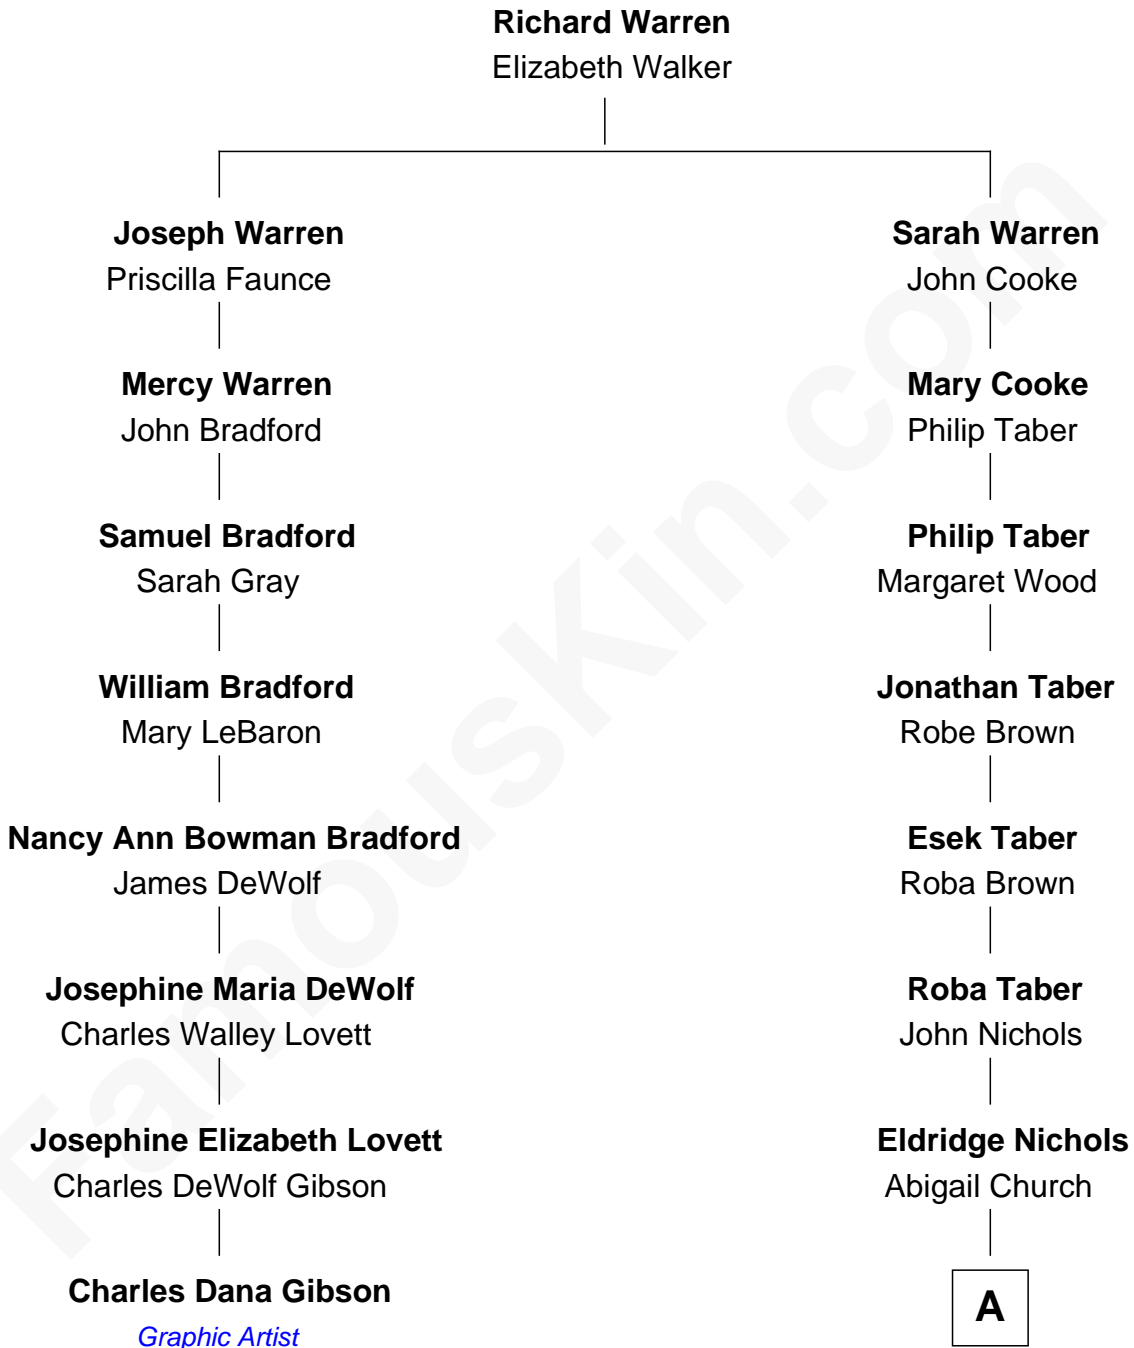 Richard Warren
Elizabeth Walker
Joseph Warren
Priscilla Faunce
Sarah Warren
John Cooke
Mercy Warren
John Bradford
Mary Cooke
Philip Taber
Samuel Bradford
Sarah Gray
Philip Taber
Margaret Wood
William Bradford
Mary LeBaron
Jonathan Taber
Robe Brown
Nancy Ann Bowman Bradford
James DeWolf
Esek Taber
Roba Brown
Josephine Maria DeWolf
Charles Walley Lovett
Roba Taber
John Nichols
Josephine Elizabeth Lovett
Charles DeWolf Gibson
Eldridge Nichols
Abigail Church
Charles Dana Gibson
Graphic Artist
A
FamousKin.com